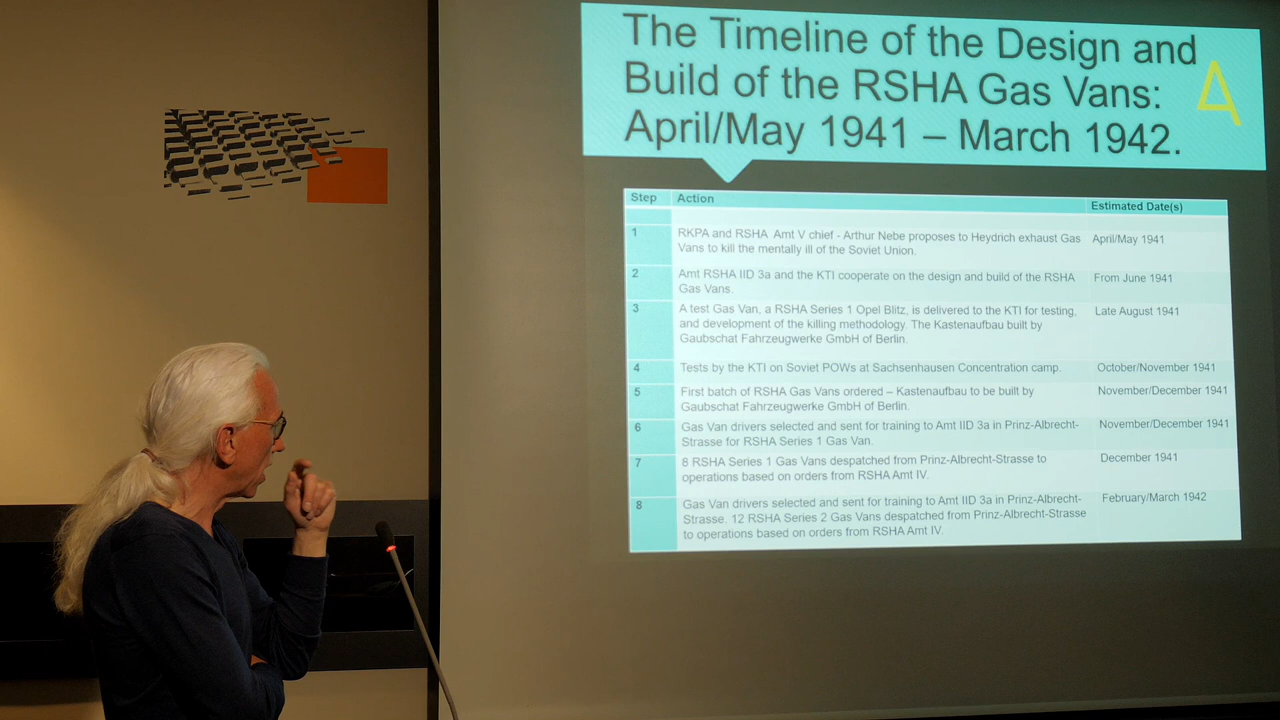 The Timeline of the Design and
Build of the RSHA Gas Vans:
April/May 1941 – March 1942.
Step Action Estimated Date(s)
1 RKPA and RSHA Amt V chief - Arthur Nebe proposes to Heydrich exhaust Gas April/May 1941
Vans to kill the mentally ill of the Soviet Union.
2 Amt RSHA IID 3a and the KTI cooperate on the design and build of the RSHA From June 1941
Gas Vans.
3 A test Gas Van, a RSHA Series 1 Opel Blitz, is delivered to the KTI for testing, Late August 1941
and development of the killing methodology. The Kastenaufbau built by
Gaubschat Fahrzeugwerke GmbH of Berlin.
4 Tests by the KTI on Soviet POWs at Sachsenhausen Concentration camp. October/November 1941
5 First batch of RSHA Gas Vans ordered – Kastenaufbau to be built by November/December 1941
Gaubschat Fahrzeugwerke GmbH of Berlin.
6 Gas Van drivers selected and sent for training to Amt IID 3a in Prinz-Albrecht- November/December 1941
Strasse for RSHA Series 1 Gas Van.
7 8 RSHA Series 1 Gas Vans despatched from Prinz-Albrecht-Strasse to December 1941
operations based on orders from RSHA Amt IV.
8 Gas Van drivers selected and sent for training to Amt IID 3a in Prinz-Albrecht- February/March 1942
Strasse. 12 RSHA Series 2 Gas Vans despatched from Prinz-Albrecht-Strasse
to operations based on orders from RSHA Amt IV.